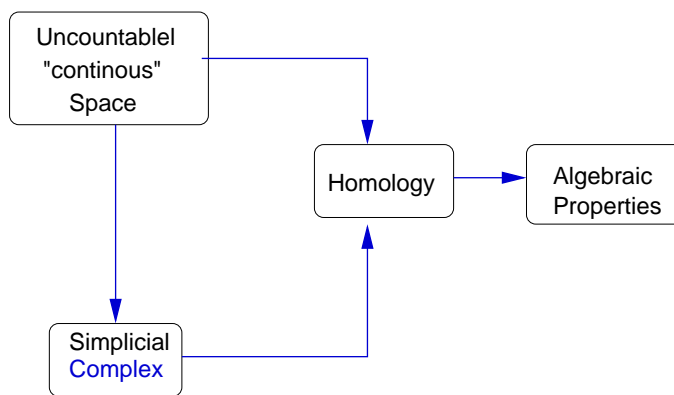 Uncountablel
"continous"
Space
Homology
Algebraic
Properties
Simplicial
Complex